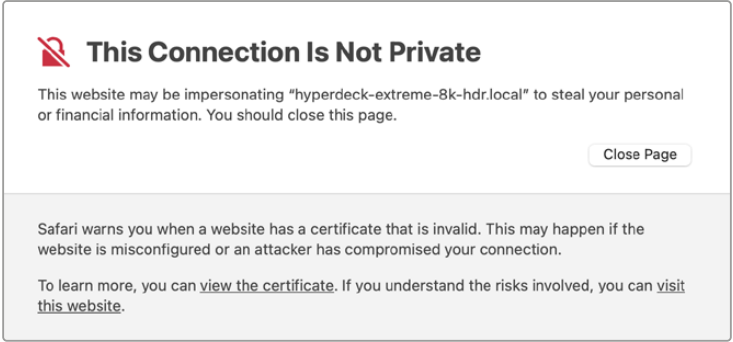 This Connection Is Not Private
This website may be impersonating “hyperdeck-extreme-8k-hdr.local” to steal your personal
or financial information. You should close this page.
Close Page
Safari warns you when a website has a certificate that is invalid. This may happen if the
website is misconfigured or an attacker has compromised your connection.
To learn more, you can view the certificate. If you understand the risks involved, you can visit
this website.